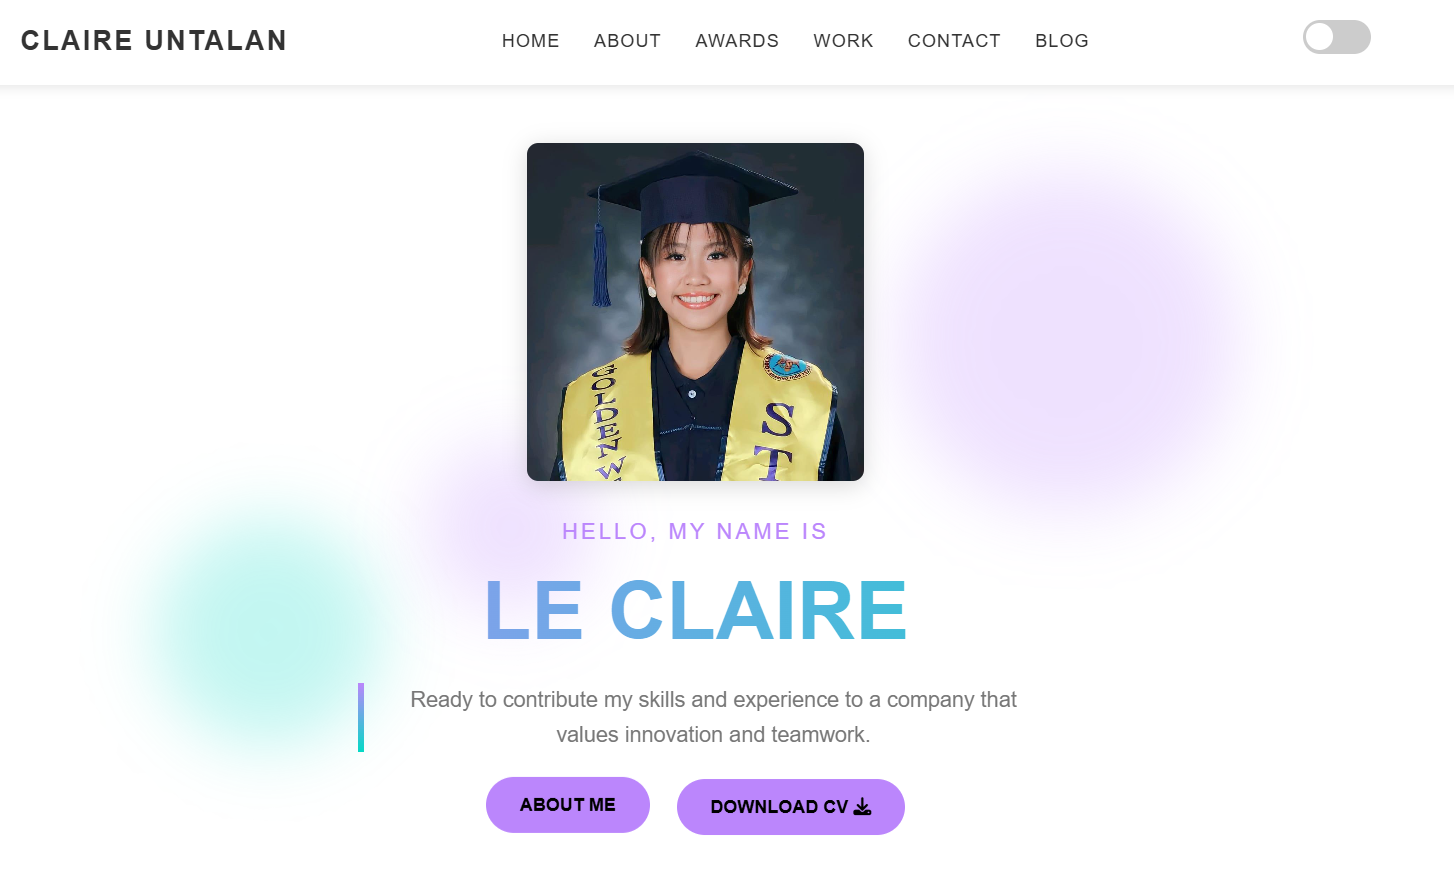 CLAIRE UNTALAN
HOME ABOUT AWARDS WORK CONTACT BLOG
GOLDEN W
ST
HELLO, MY NAME IS
LE CLAIRE
Ready to contribute my skills and experience to a company that
values innovation and teamwork.
ABOUT ME
DOWNLOAD CV